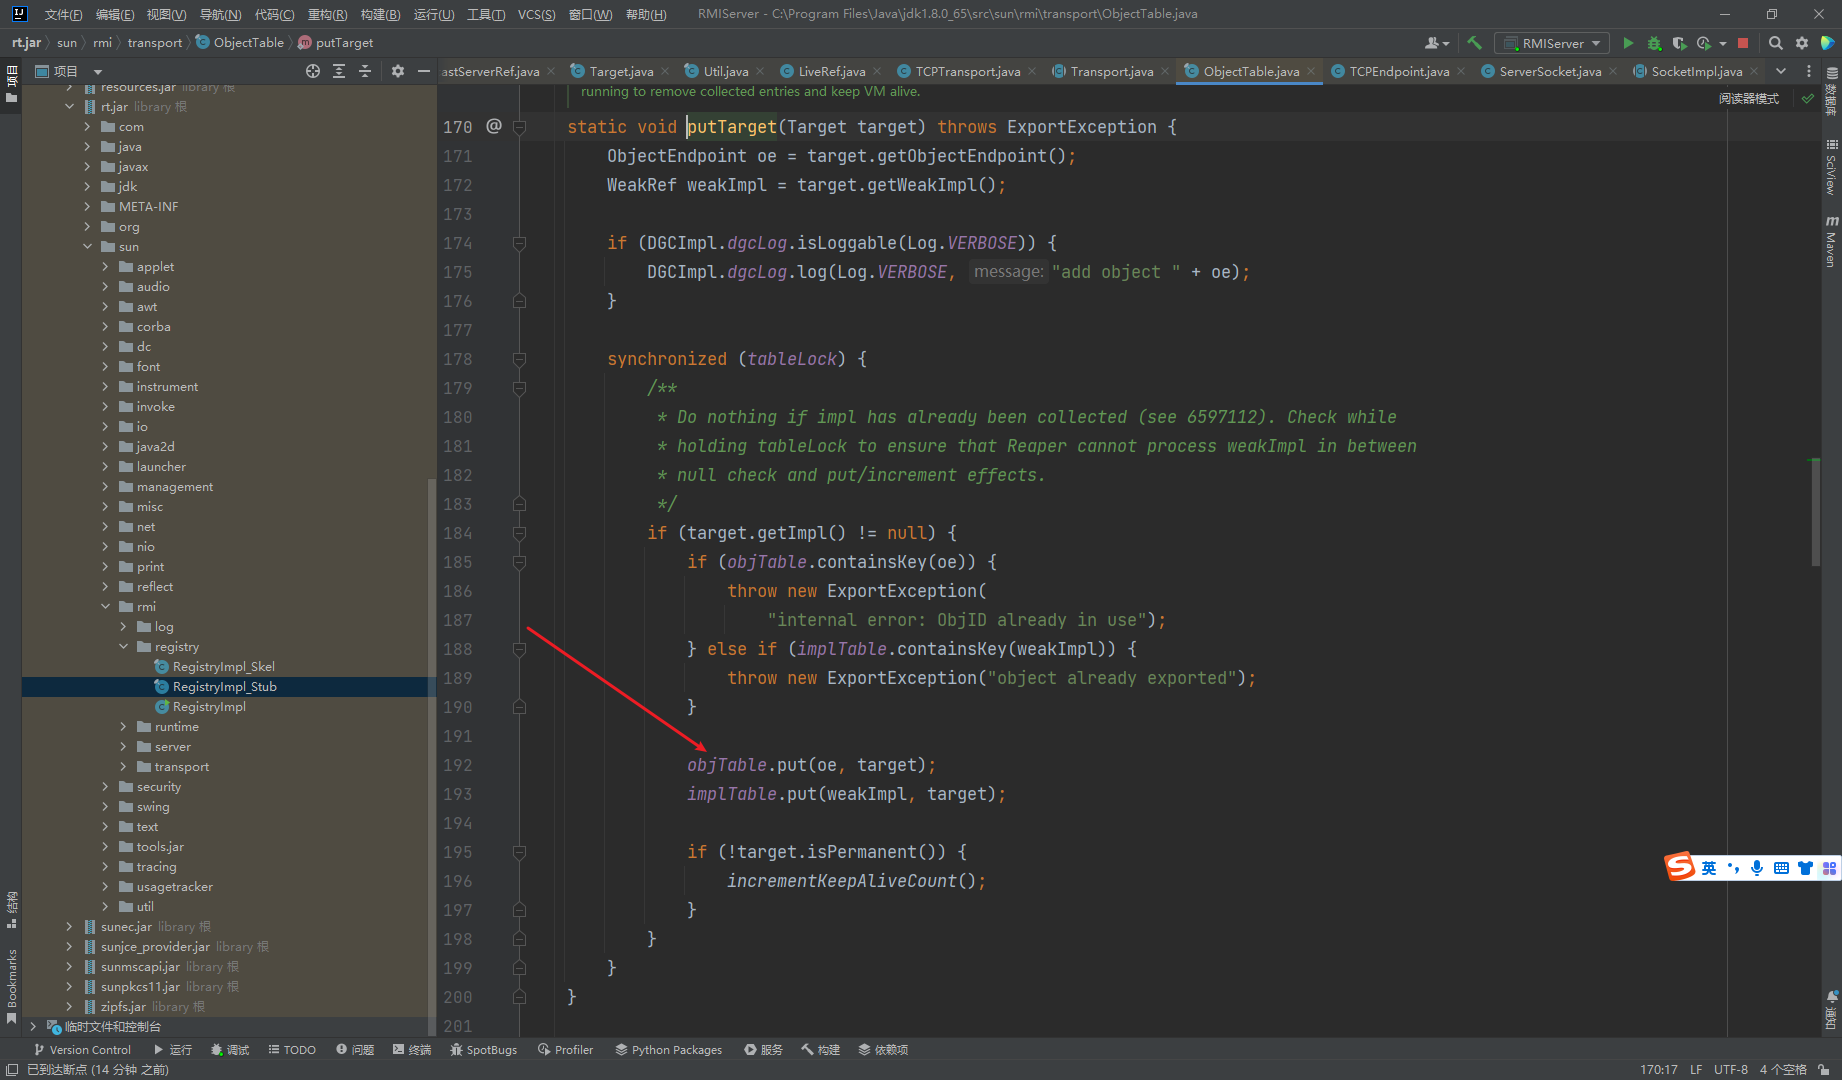 文件(F) 编辑(E) 视图(V) 导航(N) 代码(C) 重构(R) 构建(B) 运行(U) 工具(T) VCS(S) 窗口(W) 帮助(H) RMIServer - C:\Program Files\Java\jdk1.8.0_65\src\sun\rmi\transport\ObjectTable.java
rt.jar sun rmi transport ObjectTable putTarget RMIServer
项目
项目
astServerRef.java Target.java Util.java LiveRef.java TCPTransport.java Transport.java ObjectTable.java TCPEndpoint.java ServerSocket.java SocketImpl.java
resources.jar library 根
rt.jar library 根
com
java
javax
jdk
META-INF
org
sun
applet
audio
awt
corba
dc
font
instrument
invoke
io
java2d
launcher
management
misc
net
nio
print
reflect
rmi
log
registry
RegistryImpl_Skel
RegistryImpl_Stub
RegistryImpl
runtime
server
transport
security
swing
text
tools.jar
tracing
usagetracker
util
sunec.jar library 根
sunjce_provider.jar library 根
sunmscapi.jar library 根
sunpkcs11.jar library 根
zipfs.jar library 根
临时文件和控制台
结构
Bookmarks
running to remove collected entries and keep VM alive.
阅读器模式
170 @ static void putTarget(Target target) throws ExportException {
171 ObjectEndpoint oe = target.getObjectEndpoint();
172 WeakRef weakImpl = target.getWeakImpl();
173
174 if (DGCImpl.dgcLog.isLoggable(Log.VERBOSE)) {
175 DGCImpl.dgcLog.log(Log.VERBOSE, message: "add object " + oe);
176 }
177
178 synchronized (tableLock) {
179 /**
180 * Do nothing if impl has already been collected (see 6597112). Check while
181 * holding tableLock to ensure that Reaper cannot process weakImpl in between
182 * null check and put/increment effects.
183 */
184 if (target.getImpl() != null) {
185 if (objTable.containsKey(oe)) {
186 throw new ExportException(
187 "internal error: ObjID already in use");
188 } else if (implTable.containsKey(weakImpl)) {
189 throw new ExportException("object already exported");
190 }
191
192 objTable.put(oe, target);
193 implTable.put(weakImpl, target);
194
195 if (!target.isPermanent()) {
196 incrementKeepAliveCount();
197 }
198 }
199 }
200 }
201
数据库
SciView
m Maven
通知
S 英
Version Control 运行 调试 TODO 问题 终端 SpotBugs Profiler Python Packages 服务 构建 依赖项
已到达断点 (14 分钟 之前) 170:17 LF UTF-8 4 个空格